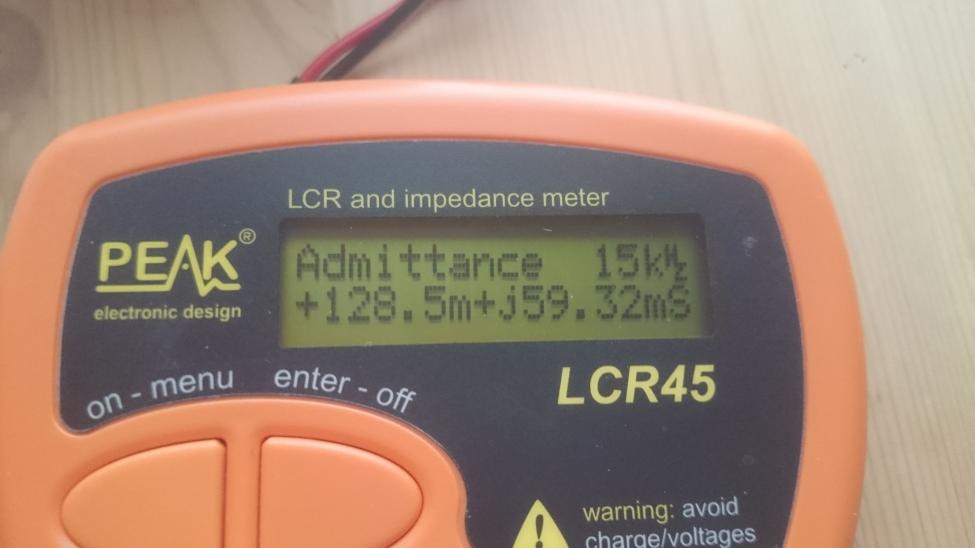 LCR and impedance meter
PEAK®
electronic design
Admittance 15kHz
+128.5m+j59.32mS
LCR45
on - menu
enter - off
warning: avoid
charge/voltages